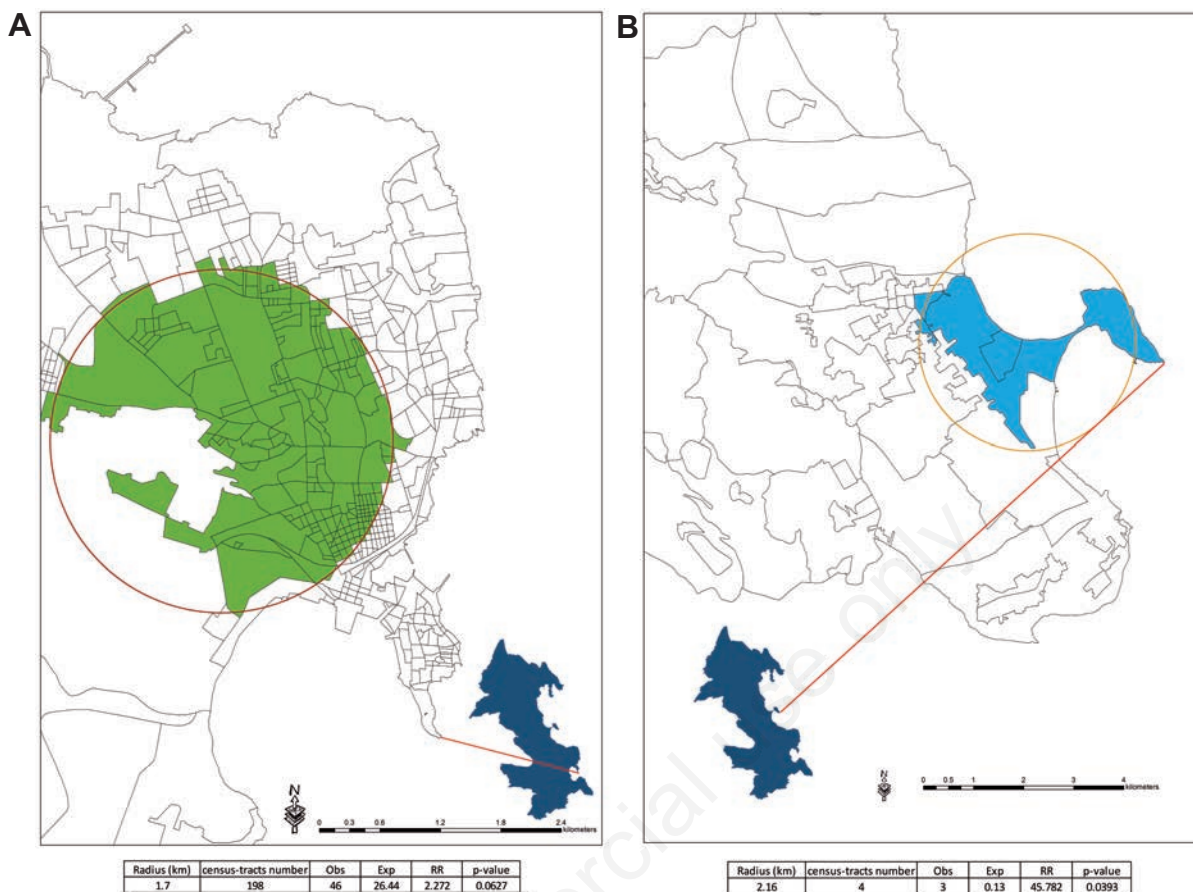 A
B
N
0 0.3 0.6 1.2 1.8 2.4
kilometers
N
0 0.5 1 2 3 4
kilometers
Radius (km) census-tracts number Obs Exp RR p-value
1.7 198 46 26.44 2.272 0.0627
Radius (km) census-tracts number Obs Exp RR p-value
2.16 4 3 0.13 45.782 0.0393
rcial use only